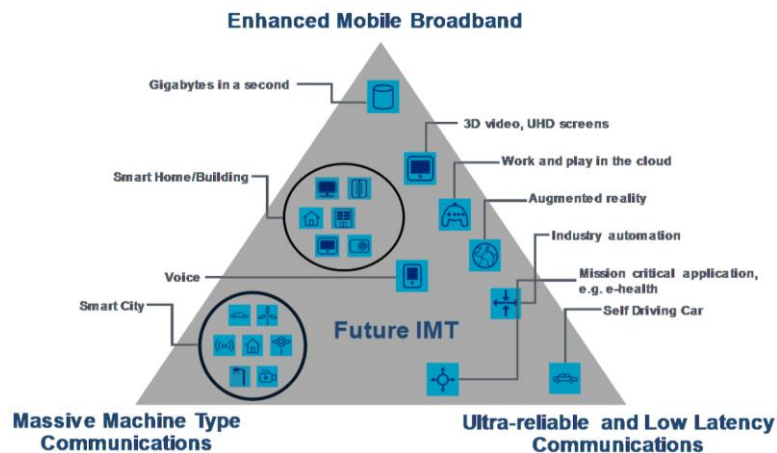 Enhanced Mobile Broadband
Gigabytes in a second
3D video, UHD screens
Smart Home/Building
Work and play in the cloud
Augmented reality
Industry automation
Voice
Mission critical application,
e.g. e-health
Smart City
Self Driving Car
Future IMT
Massive Machine Type
Communications
Ultra-reliable and Low Latency
Communications